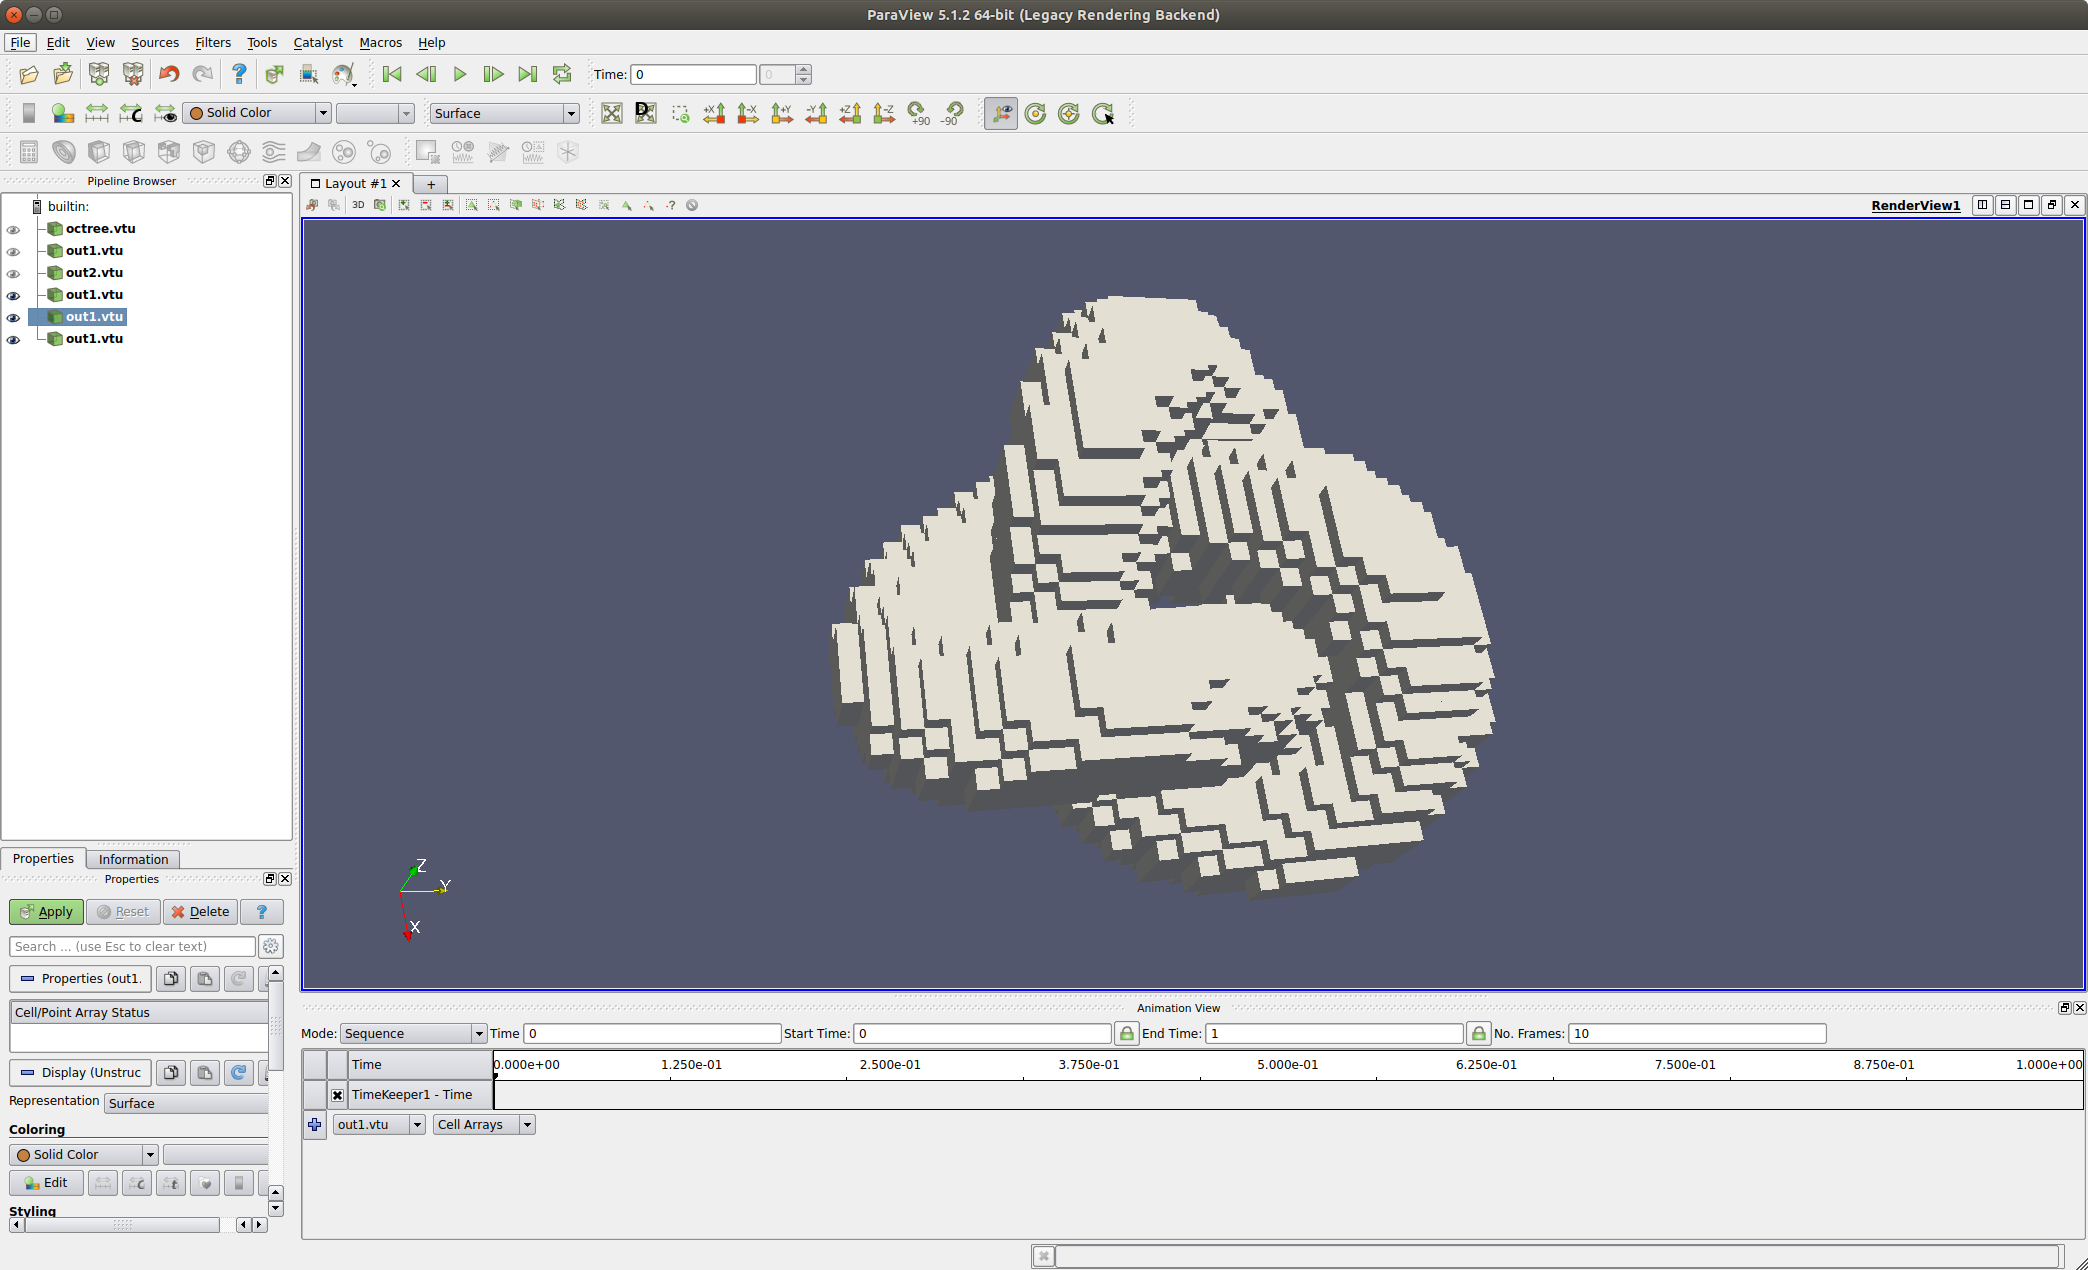 ParaView 5.1.2 64-bit (Legacy Rendering Backend)
File Edit View Sources Filters Tools Catalyst Macros Help
Time: 0 0
Solid Color Surface +X -X +Y -Y +Z -Z +90 -90
Pipeline Browser
Layout #1
3D RenderView1
builtin:
octree.vtu
out1.vtu
out2.vtu
out1.vtu
out1.vtu
out1.vtu
Z
Y
X
Properties Information
Properties
Apply Reset Delete ?
Search ... (use Esc to clear text)
Properties (out1.
Cell/Point Array Status
Display (Unstruc
Representation Surface
Coloring
Solid Color
Edit
Styling
Animation View
Mode: Sequence Time 0 Start Time: 0 End Time: 1 No. Frames: 10
Time 0.000e+00 1.250e-01 2.500e-01 3.750e-01 5.000e-01 6.250e-01 7.500e-01 8.750e-01 1.000e+00
TimeKeeper1 - Time
out1.vtu Cell Arrays